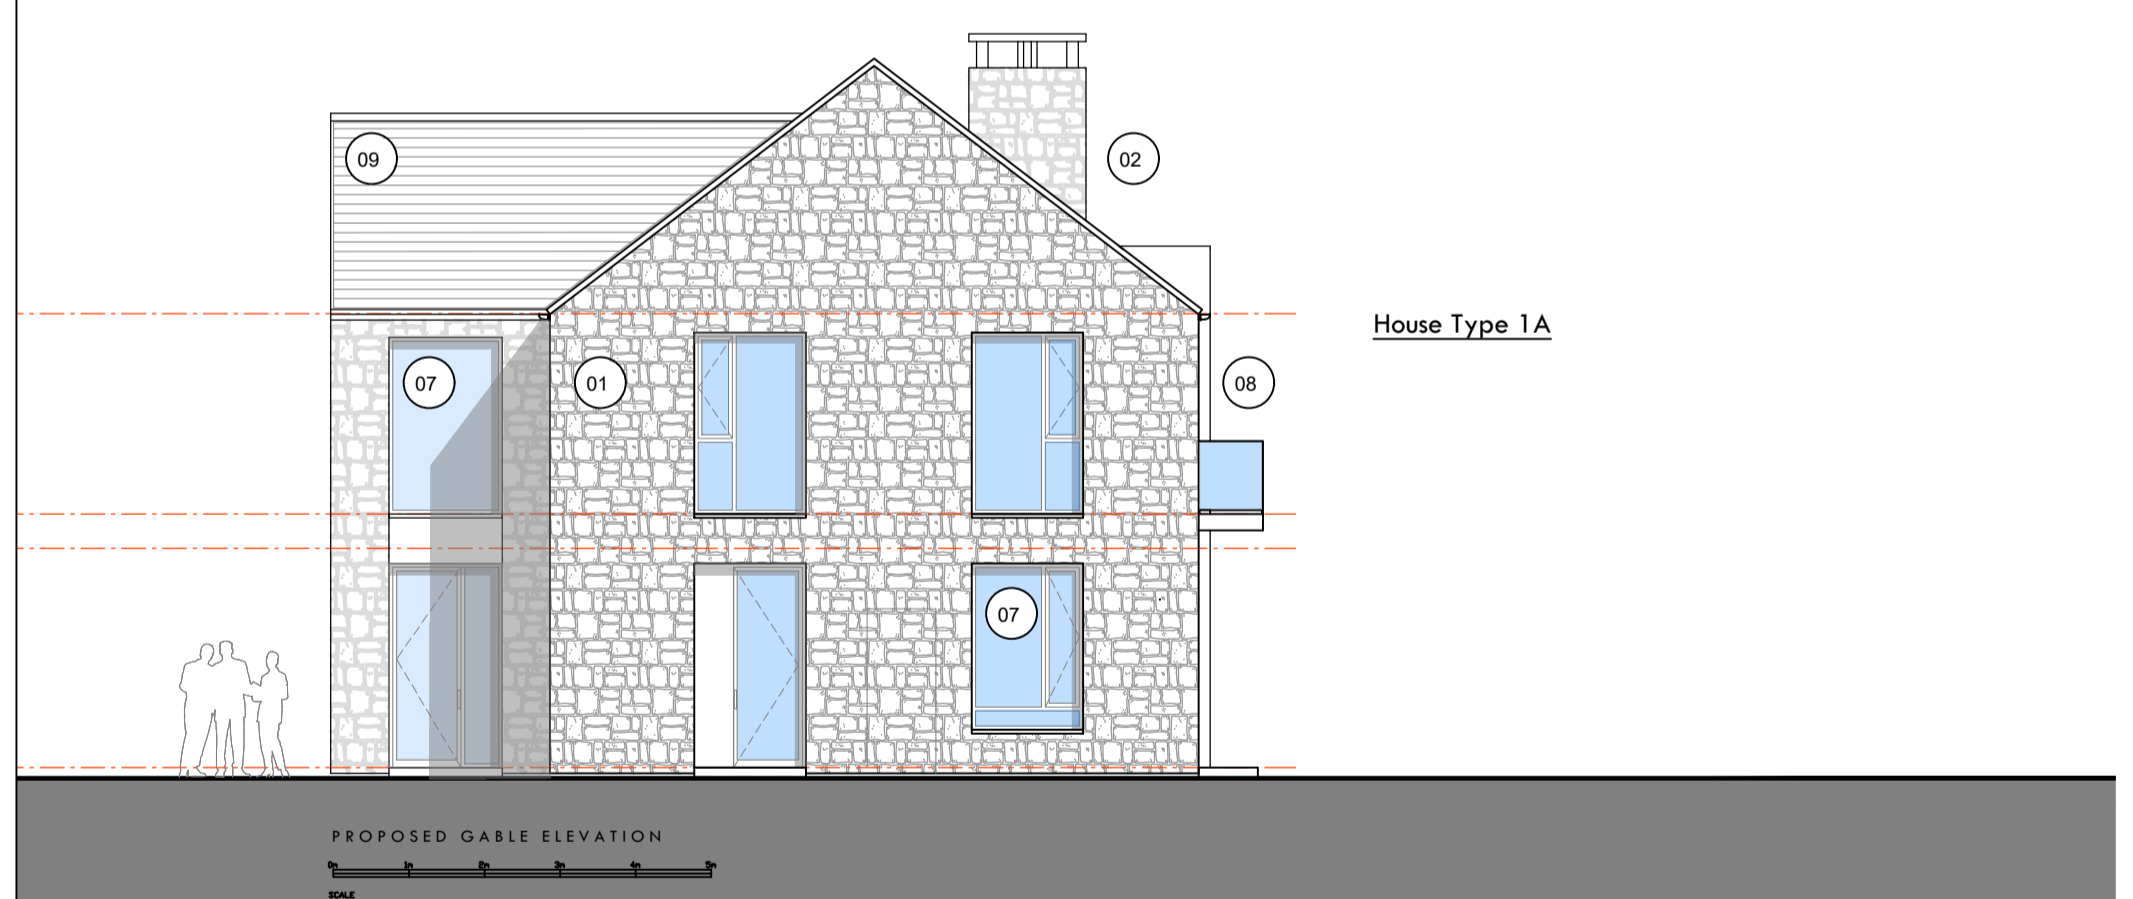 09
02
House Type 1A
07
01
08
07
PROPOSED GABLE ELEVATION
0m 1m 2m 3m 4m 5m
SCALE